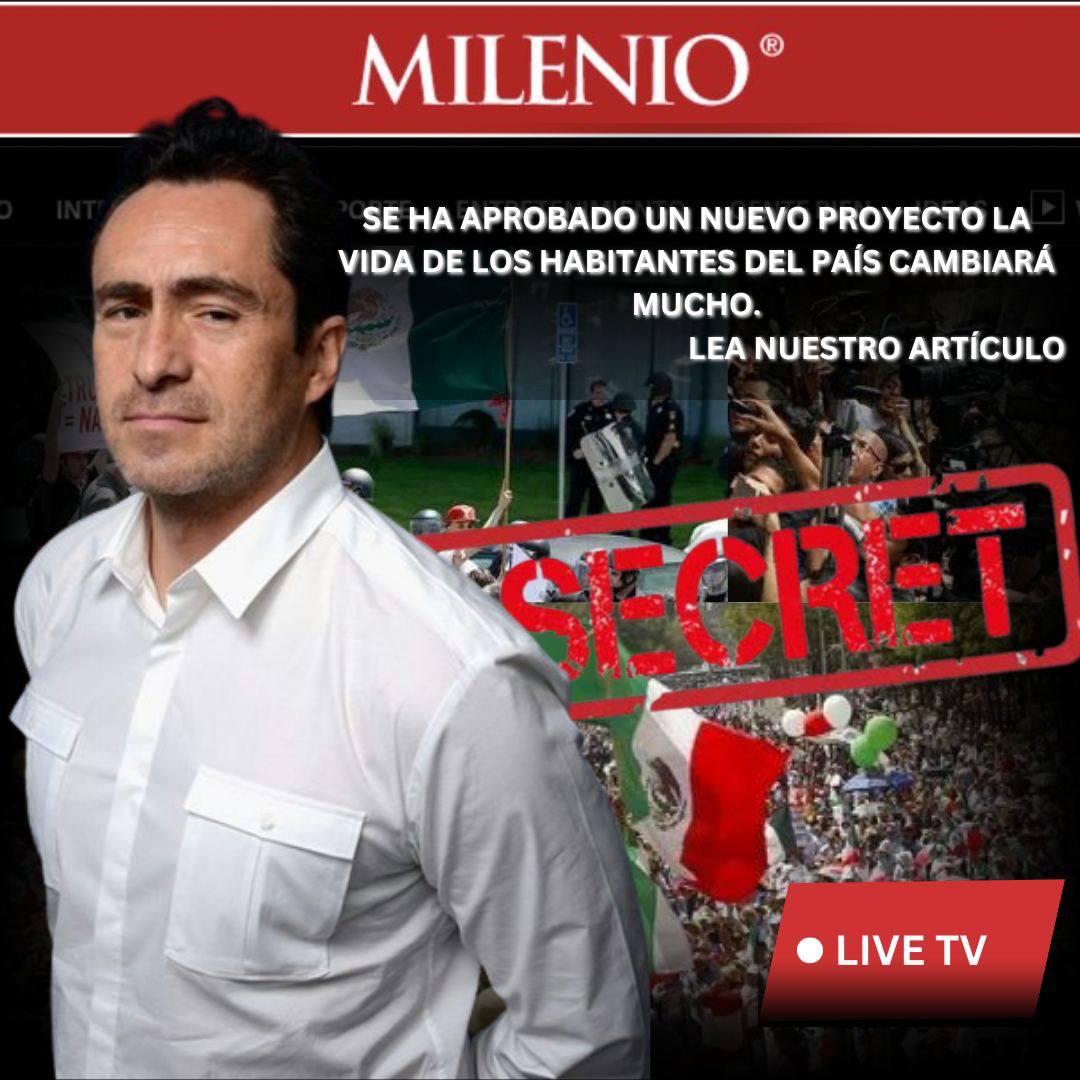 MILENIO®
SE HA APROBADO UN NUEVO PROYECTO LA
VIDA DE LOS HABITANTES DEL PAÍS CAMBIARÁ
MUCHO.
LEA NUESTRO ARTÍCULO
SECRET
LIVE TV